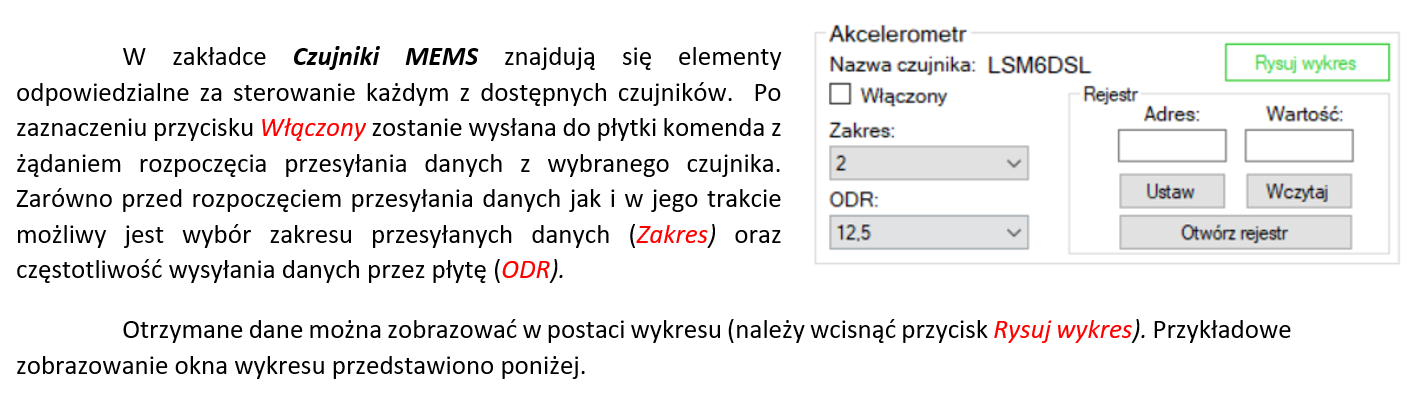 W zakładce Czujniki MEMS znajdują się elementy
odpowiedzialne za sterowanie każdym z dostępnych czujników. Po
zaznaczeniu przycisku Włączony zostanie wysłana do płytki komenda z
żądaniem rozpoczęcia przesyłania danych z wybranego czujnika.
Zarówno przed rozpoczęciem przesyłania danych jak i w jego trakcie
możliwy jest wybór zakresu przesyłanych danych (Zakres) oraz
częstotliwość wysyłania danych przez płytę (ODR).
Akcelerometr
Nazwa czujnika: LSM6DSL
Rysuj wykres
Włączony
Zakres:
2
ODR:
12,5
Rejestr
Adres: Wartość:
Ustaw Wczytaj
Otwórz rejestr
Otrzymane dane można zobrazować w postaci wykresu (należy wcisnąć przycisk Rysuj wykres). Przykładowe
zobrazowanie okna wykresu przedstawiono poniżej.